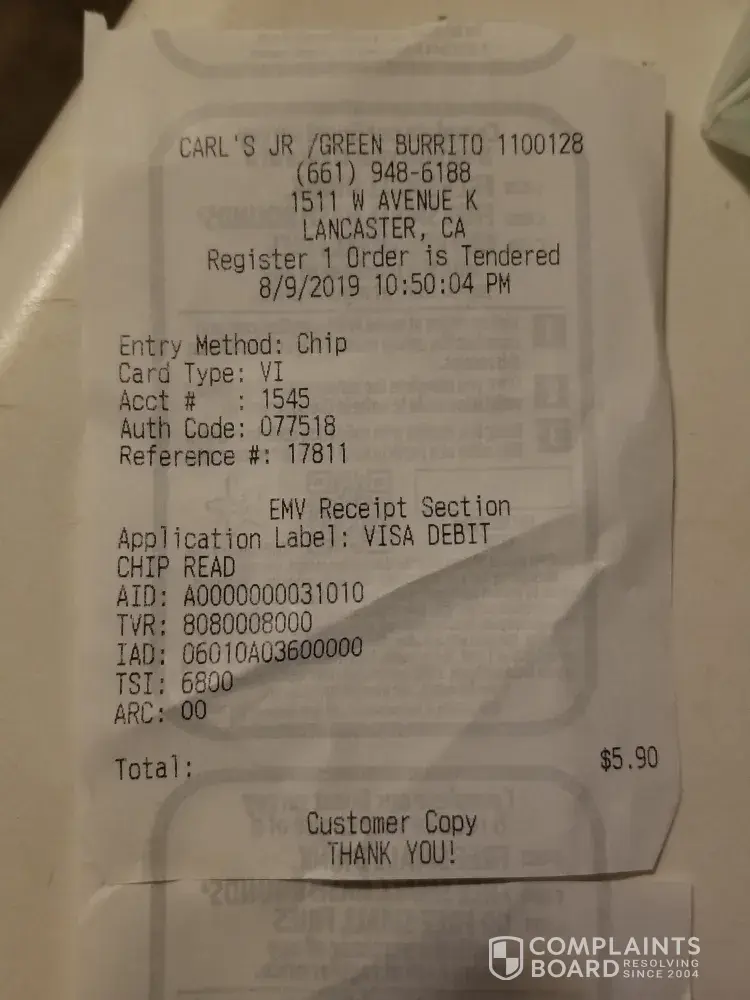 CARL'S JR /GREEN BURRITO 1100128
(661) 948-6188
1511 W AVENUE K
LANCASTER, CA
Register 1 Order is Tendered
8/9/2019 10:50:04 PM
Entry Method: Chip
Card Type: VI
Acct # : 1545
Auth Code: 077518
Reference #: 17811
EMV Receipt Section
Application Label: VISA DEBIT
CHIP READ
AID: A0000000031010
TVR: 8080008000
IAD: 06010A03600000
TSI: 6800
ARC: 00
Total: $5.90
Customer Copy
THANK YOU!
COMPLAINTS
BOARD RESOLVING
SINCE 2004